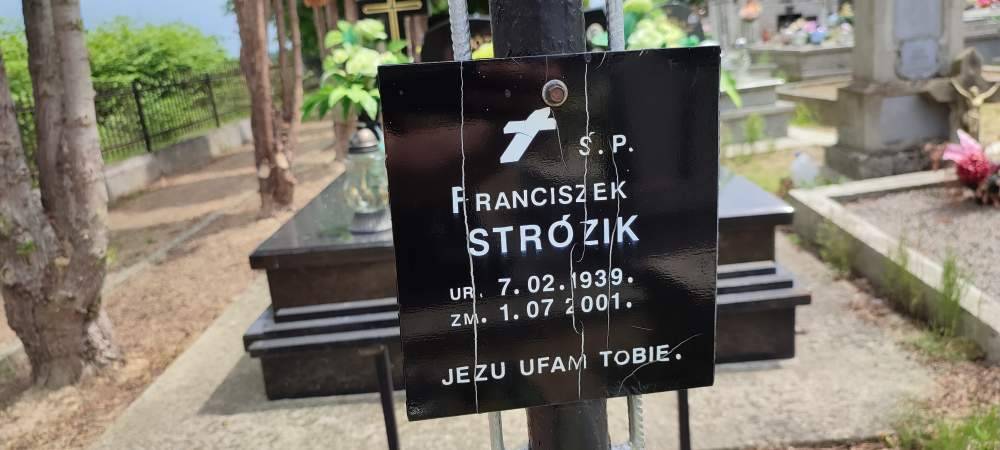 Ś.P.
FRANCISZEK
STRÓZIK
UR. 7.02.1939.
ZM. 1.07 2001.
JEZU UFAM TOBIE.